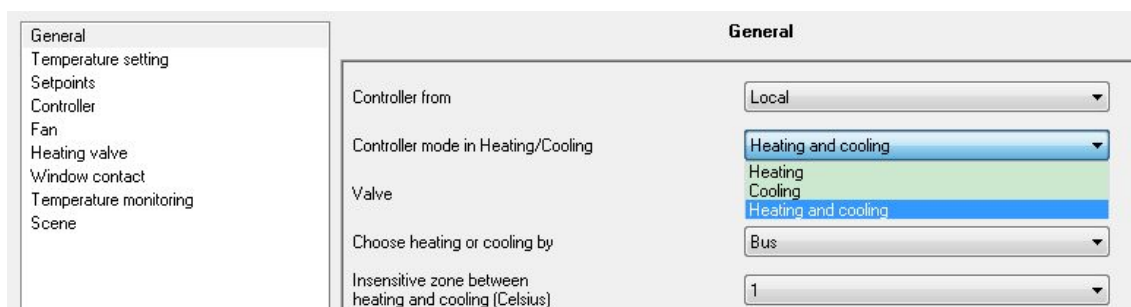 General
Temperature setting
Setpoints
Controller
Fan
Heating valve
Window contact
Temperature monitoring
Scene
General
Controller from
Local
Controller mode in Heating/Cooling
Heating and cooling
Heating
Cooling
Heating and cooling
Valve
Choose heating or cooling by
Bus
Insensitive zone between
heating and cooling (Celsius)
1